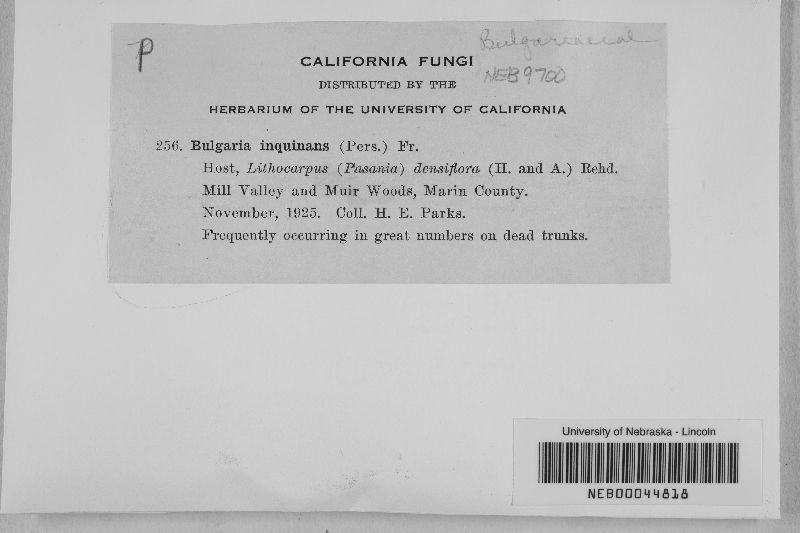 P
Bulgariaceae
NEB 9700
CALIFORNIA FUNGI
DISTRIBUTED BY THE
HERBARIUM OF THE UNIVERSITY OF CALIFORNIA
256. Bulgaria inquinans (Pers.) Fr.
Host, Lithocarpus (Pasania) densiflora (H. and A.) Rehd.
Mill Valley and Muir Woods, Marin County.
November, 1925. Coll. H. E. Parks.
Frequently occurring in great numbers on dead trunks.
University of Nebraska - Lincoln
NEB00044818